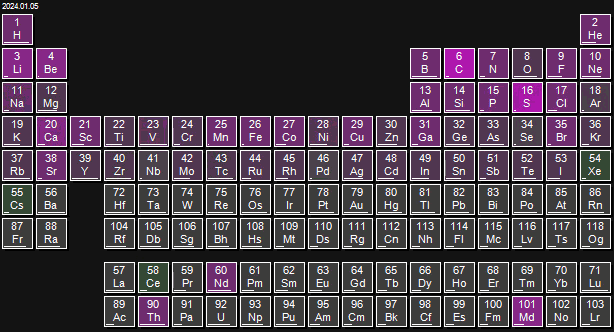 2024.01.05
1 2
H He
3 4 5 6 7 8 9 10
Li Be B C N O F Ne
11 12 13 14 15 16 17 18
Na Mg Al Si P S Cl Ar
19 20 21 22 23 24 25 26 27 28 29 30 31 32 33 34 35 36
K Ca Sc Ti V Cr Mn Fe Co Ni Cu Zn Ga Ge As Se Br Kr
37 38 39 40 41 42 43 44 45 46 47 48 49 50 51 52 53 54
Rb Sr Y Zr Nb Mo Tc Ru Rh Pd Ag Cd In Sn Sb Te I Xe
55 56 72 73 74 75 76 77 78 79 80 81 82 83 84 85 86
Cs Ba Hf Ta W Re Os Ir Pt Au Hg Tl Pb Bi Po At Rn
87 88 104 105 106 107 108 109 110 111 112 113 114 115 116 117 118
Fr Ra Rf Db Sg Bh Hs Mt Ds Rg Cn Nh Fl Mc Lv Ts Og
57 58 59 60 61 62 63 64 65 66 67 68 69 70 71
La Ce Pr Nd Pm Sm Eu Gd Tb Dy Ho Er Tm Yb Lu
89 90 91 92 93 94 95 96 97 98 99 100 101 102 103
Ac Th Pa U Np Pu Am Cm Bk Cf Es Fm Md No Lr